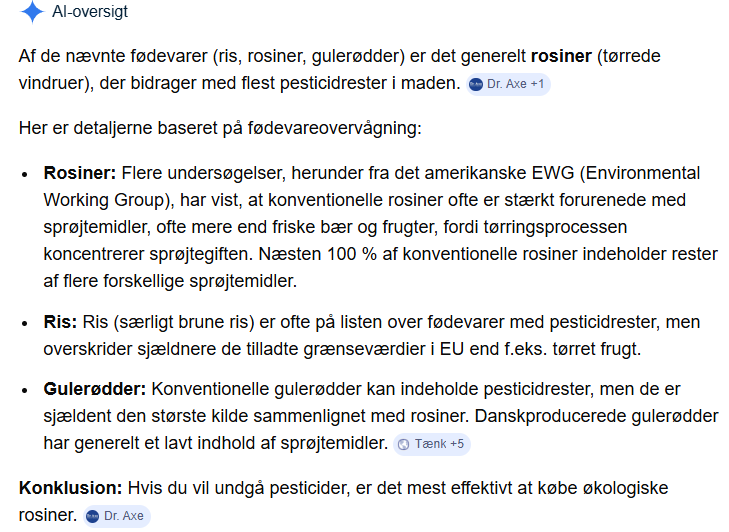 AI-oversigt
Af de nævnte fødevarer (ris, rosiner, gulerødder) er det generelt rosiner (tørrede
vindruer), der bidrager med flest pesticidrester i maden. Dr. Axe +1
Her er detaljerne baseret på fødevareovervågning:
• Rosiner: Flere undersøgelser, herunder fra det amerikanske EWG (Environmental
Working Group), har vist, at konventionelle rosiner ofte er stærkt forurenede med
sprøjtemidler, ofte mere end friske bær og frugter, fordi tørringsprocessen
koncentrerer sprøjtegiften. Næsten 100 % af konventionelle rosiner indeholder rester
af flere forskellige sprøjtemidler.
• Ris: Ris (særligt brune ris) er ofte på listen over fødevarer med pesticidrester, men
overskrider sjældnere de tilladte grænseværdier i EU end f.eks. tørret frugt.
• Gulerødder: Konventionelle gulerødder kan indeholde pesticidrester, men de er
sjældent den største kilde sammenlignet med rosiner. Danskproducerede gulerødder
har generelt et lavt indhold af sprøjtemidler. Tænk +5
Konklusion: Hvis du vil undgå pesticider, er det mest effektivt at købe økologiske
rosiner. Dr. Axe